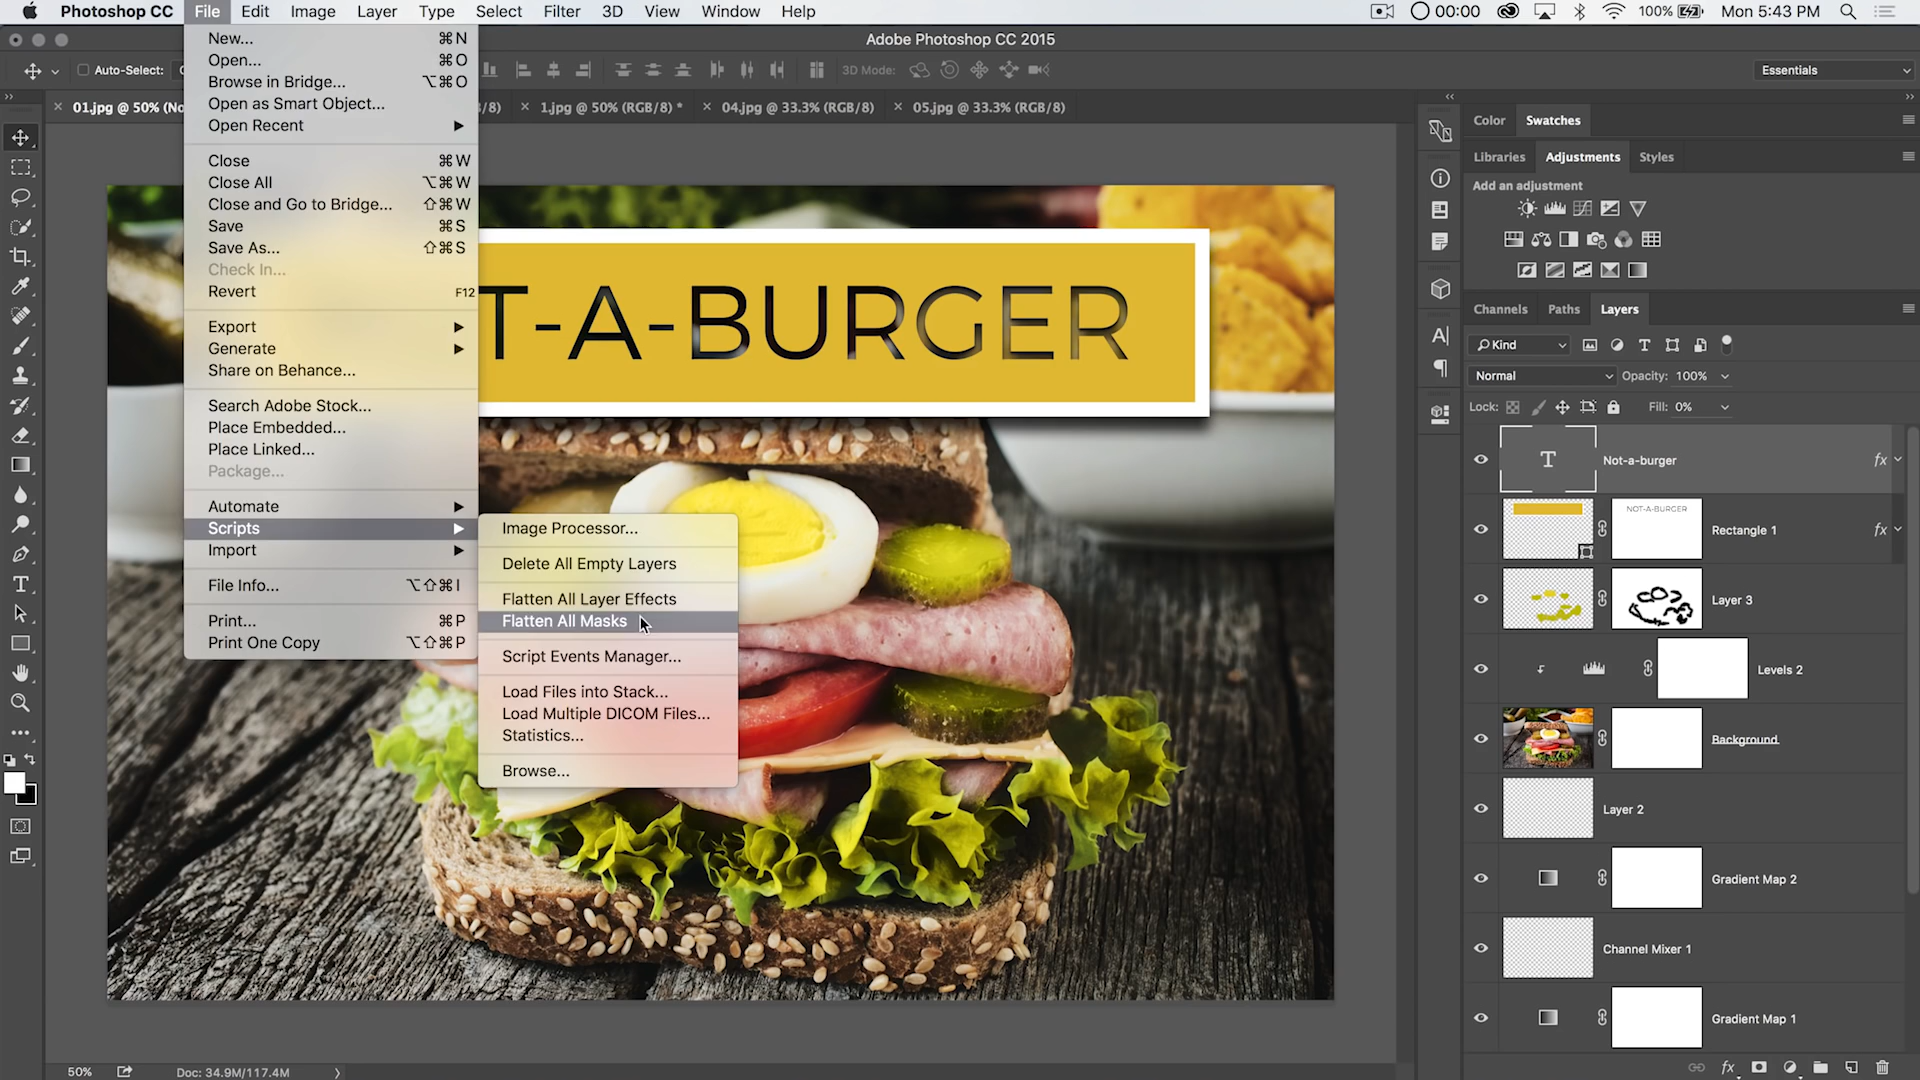 Photoshop CC File Edit Image Layer Type Select Filter 3D View Window Help 00:00 100% Mon 5:43 PM
Adobe Photoshop CC 2015
Auto-Select: 3D Mode: Essentials
01.jpg @ 50% (No /8) 1.jpg @ 50% (RGB/8) * 04.jpg @ 33.3% (RGB/8) 05.jpg @ 33.3% (RGB/8)
New... ⌘N
Open... ⌘O
Browse in Bridge... ⌥⌘O
Open as Smart Object...
Open Recent
Close ⌘W
Close All ⌥⌘W
Close and Go to Bridge... ⇧⌘W
Save ⌘S
Save As... ⇧⌘S
Check In...
Revert F12
Export
Generate
Share on Behance...
Search Adobe Stock...
Place Embedded...
Place Linked...
Package...
Automate
Scripts
Import
File Info... ⌥⇧⌘I
Print... ⌘P
Print One Copy ⌥⇧⌘P
Image Processor...
Delete All Empty Layers
Flatten All Layer Effects
Flatten All Masks
Script Events Manager...
Load Files into Stack...
Load Multiple DICOM Files...
Statistics...
Browse...
T-A-BURGER
Color Swatches
Libraries Adjustments Styles
Add an adjustment
Channels Paths Layers
Kind
Normal Opacity: 100%
Lock: Fill: 0%
T Not-a-burger fx
NOT-A-BURGER Rectangle 1 fx
Layer 3
Levels 2
Background
Layer 2
Gradient Map 2
Channel Mixer 1
Gradient Map 1
fx
50% Doc: 34.9M/117.4M